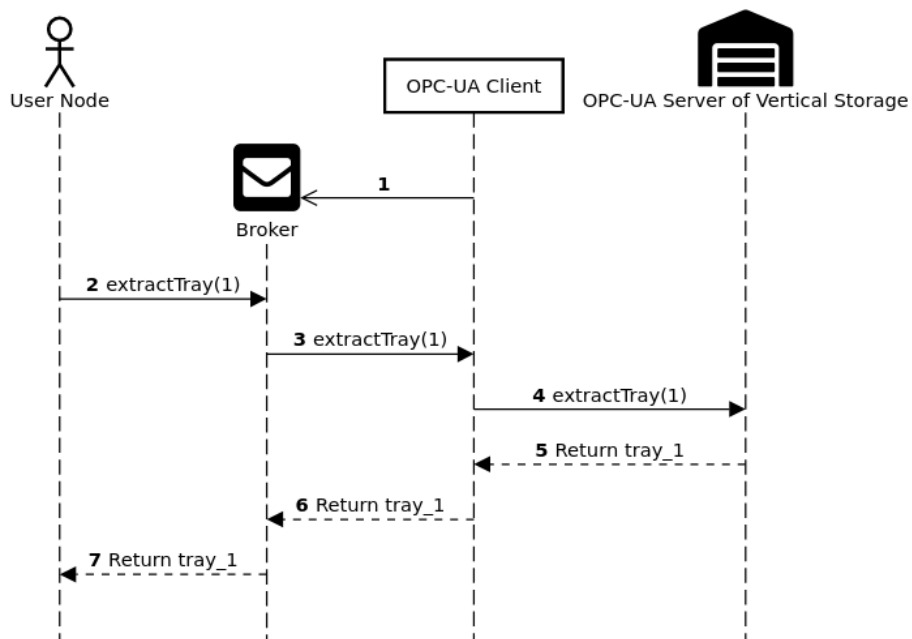 User Node
OPC-UA Client
OPC-UA Server of Vertical Storage
1
Broker
2 extractTray(1)
3 extractTray(1)
4 extractTray(1)
5 Return tray_1
6 Return tray_1
7 Return tray_1